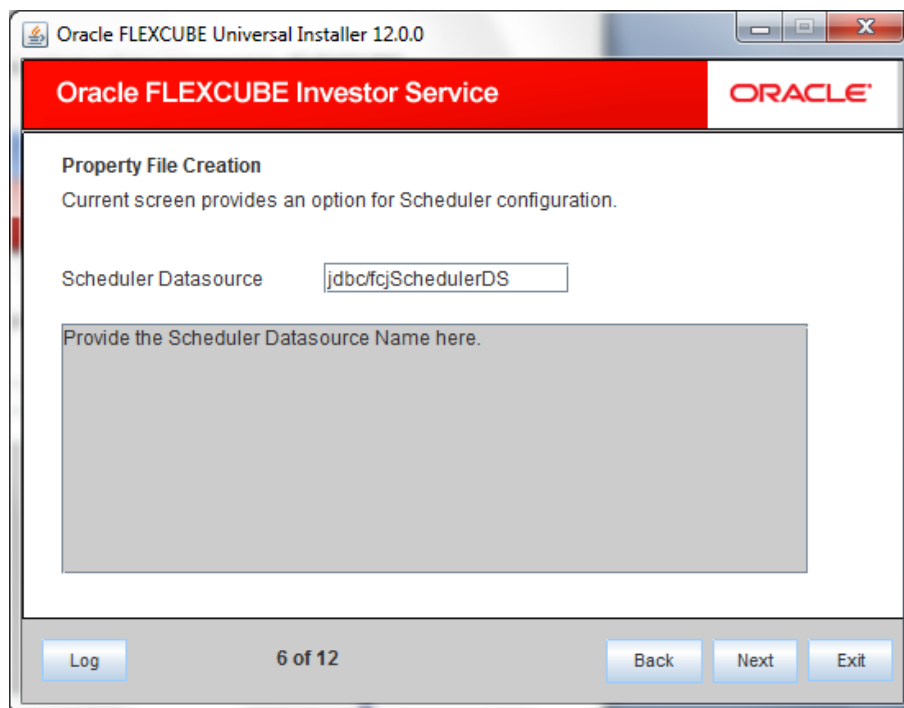 Oracle FLEXCUBE Universal Installer 12.0.0
Oracle FLEXCUBE Investor Service
ORACLE
Property File Creation
Current screen provides an option for Scheduler configuration.
Scheduler Datasource jdbc/fcjSchedulerDS
Provide the Scheduler Datasource Name here.
Log 6 of 12 Back Next Exit